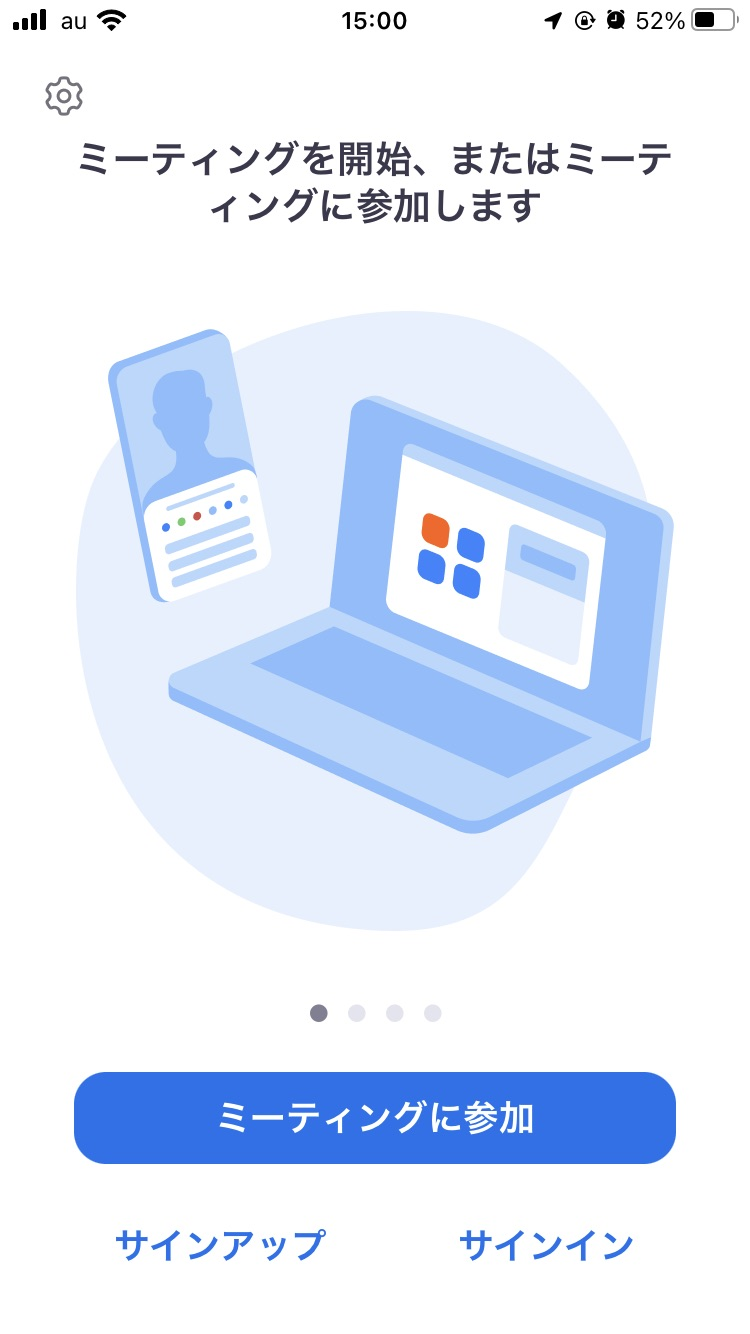 au 15:00 52%
ミーティングを開始、またはミーテ
ィングに参加します
ミーティングに参加
サインアップ サインイン